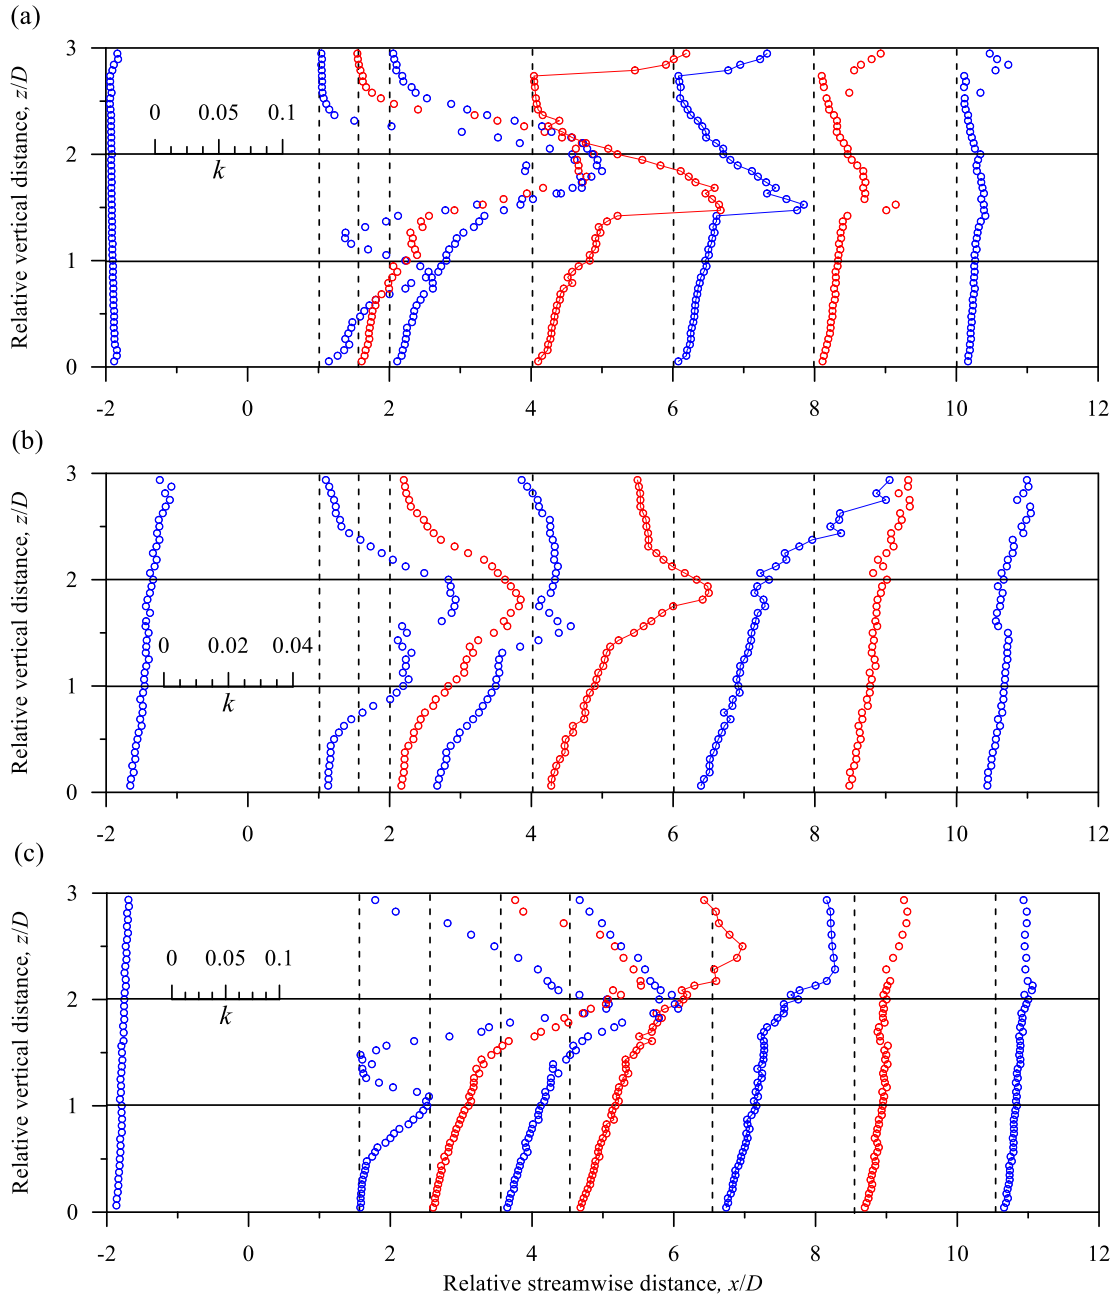 (a)
3
2
1
0
Relative vertical distance, z/D
0 0.05 0.1
k
-2 0 2 4 6 8 10 12
(b)
3
2
1
0
Relative vertical distance, z/D
0 0.02 0.04
k
-2 0 2 4 6 8 10 12
(c)
3
2
1
0
Relative vertical distance, z/D
0 0.05 0.1
k
-2 0 2 4 6 8 10 12
Relative streamwise distance, x/D